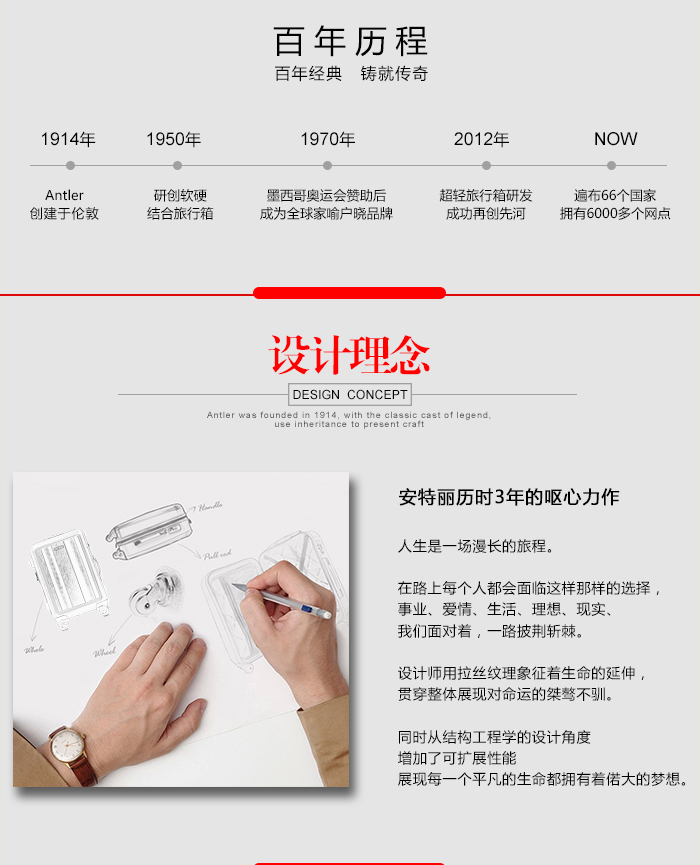 百年历程
百年经典 铸就传奇
1914年
1950年
1970年
2012年
NOW
Antler
创建于伦敦
研创软硬
结合旅行箱
墨西哥奥运会赞助后
成为全球家喻户晓品牌
超轻旅行箱研发
成功再创先河
遍布66个国家
拥有6000多个网点
设计理念
DESIGN CONCEPT
Antler was founded in 1914, with the classic cast of legend,
use inheritance to present craft
Handle
Pull rod
Whole
Wheel
安特丽历时3年的呕心力作
人生是一场漫长的旅程。
在路上每个人都会面临这样那样的选择，
事业、爱情、生活、理想、现实、
我们面对着，一路披荆斩棘。
设计师用拉丝纹理象征着生命的延伸，
贯穿整体展现对命运的桀骜不驯。
同时从结构工程学的设计角度
增加了可扩展性能
展现每一个平凡的生命都拥有着偌大的梦想。